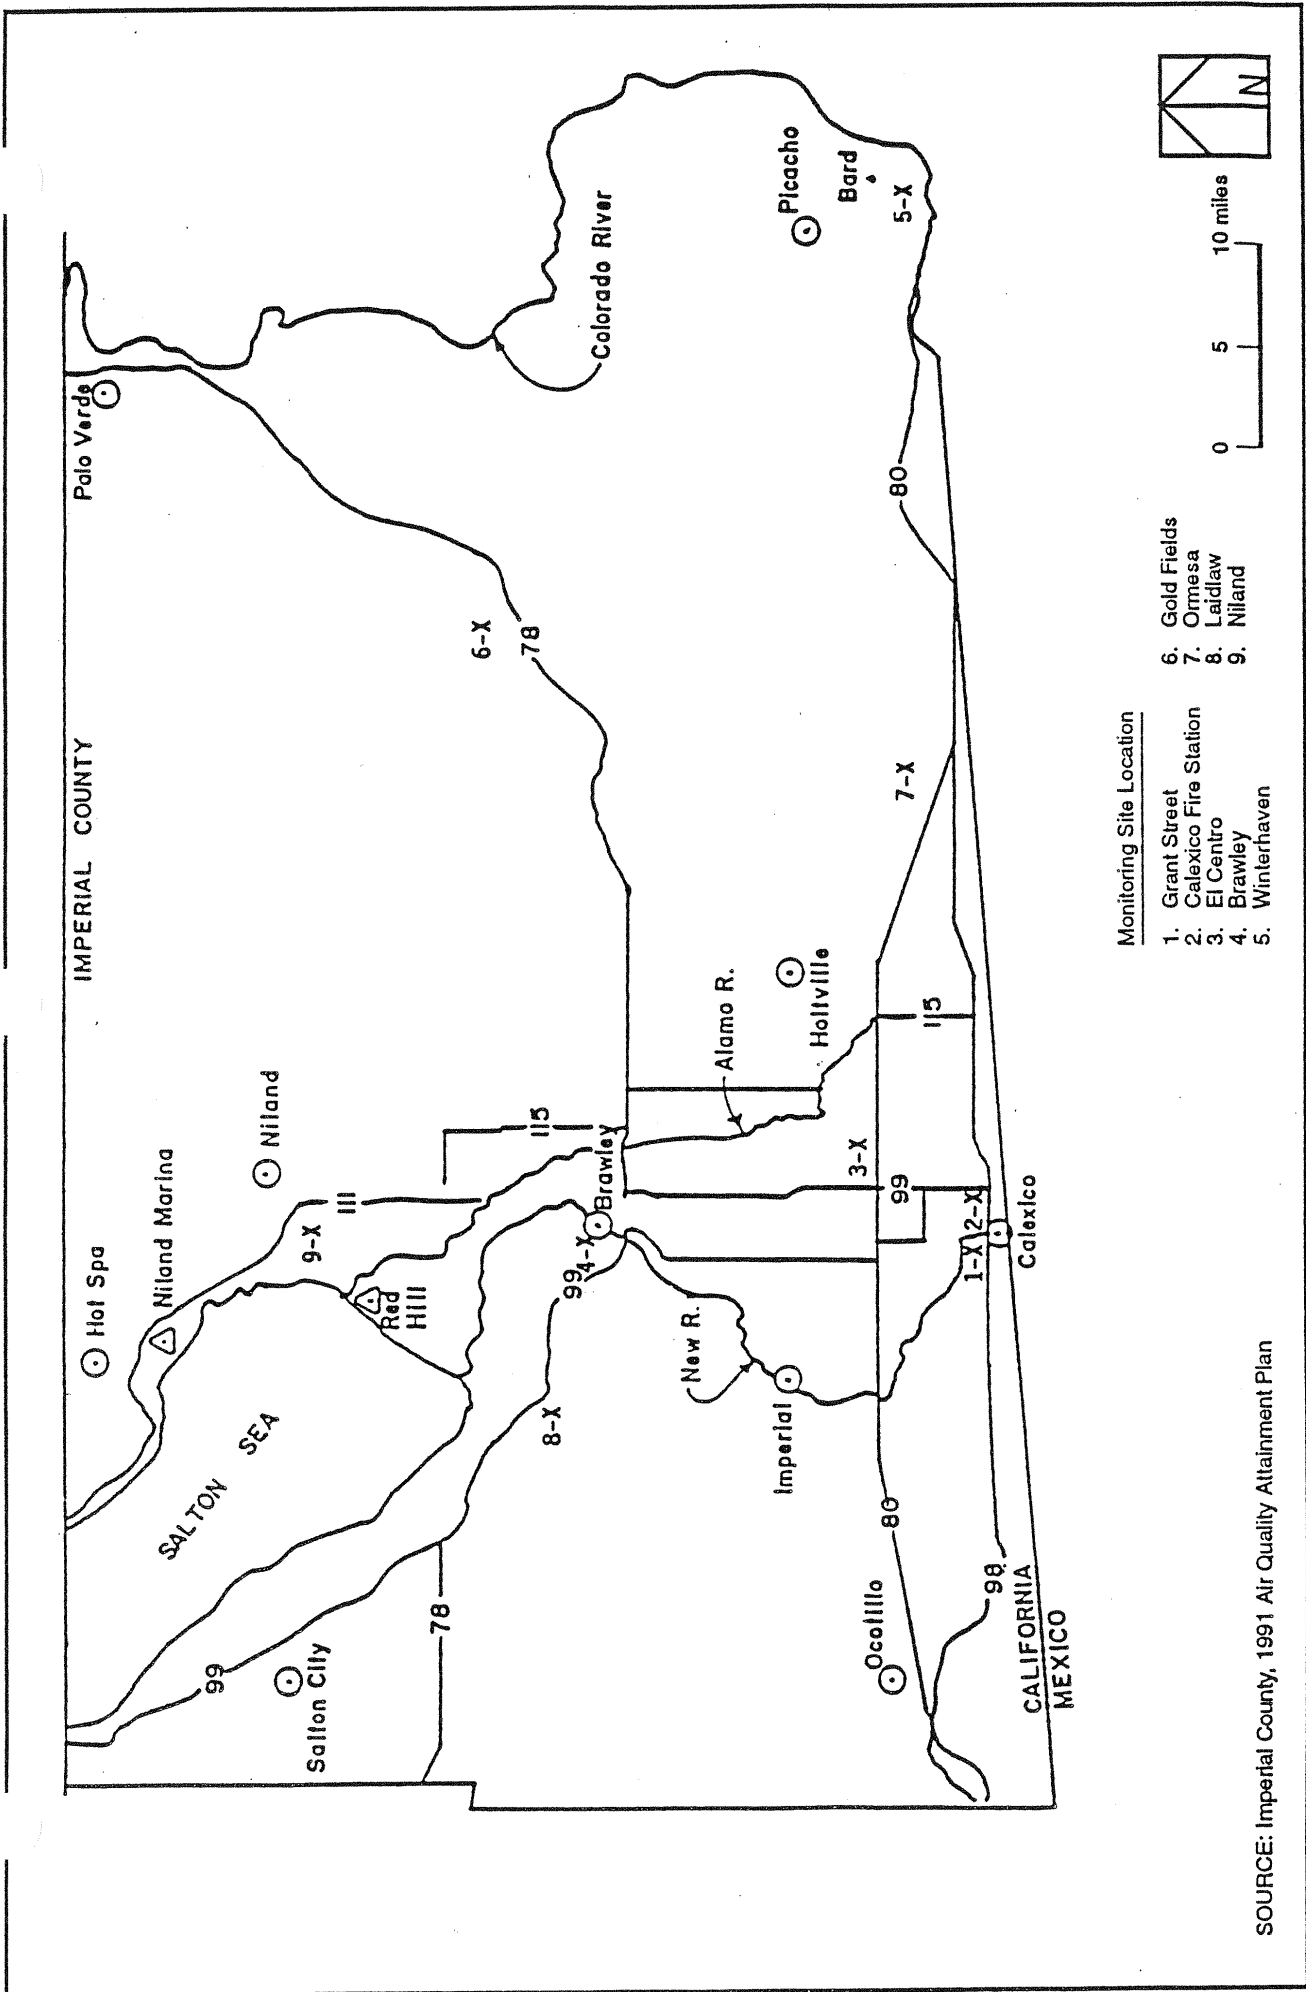 IMPERIAL COUNTY
Palo Verde
Hot Spa
Niland Marina
Niland
SALTON SEA
99
Salton City
78
9-X
111
Red
Hill
115
Brawley
4-X
99
8-X
6-X
78
Colorado River
Picacho
Bard
5-X
New R.
Imperial
Alamo R.
Holtville
3-X
99
115
7-X
80
80
Ocotillo
98
1-X
2-X
Calexico
CALIFORNIA
MEXICO
Monitoring Site Location
1. Grant Street
2. Calexico Fire Station
3. El Centro
4. Brawley
5. Winterhaven
6. Gold Fields
7. Ormesa
8. Laidlaw
9. Niland
0 5 10 miles
N
SOURCE: Imperial County, 1991 Air Quality Attainment Plan